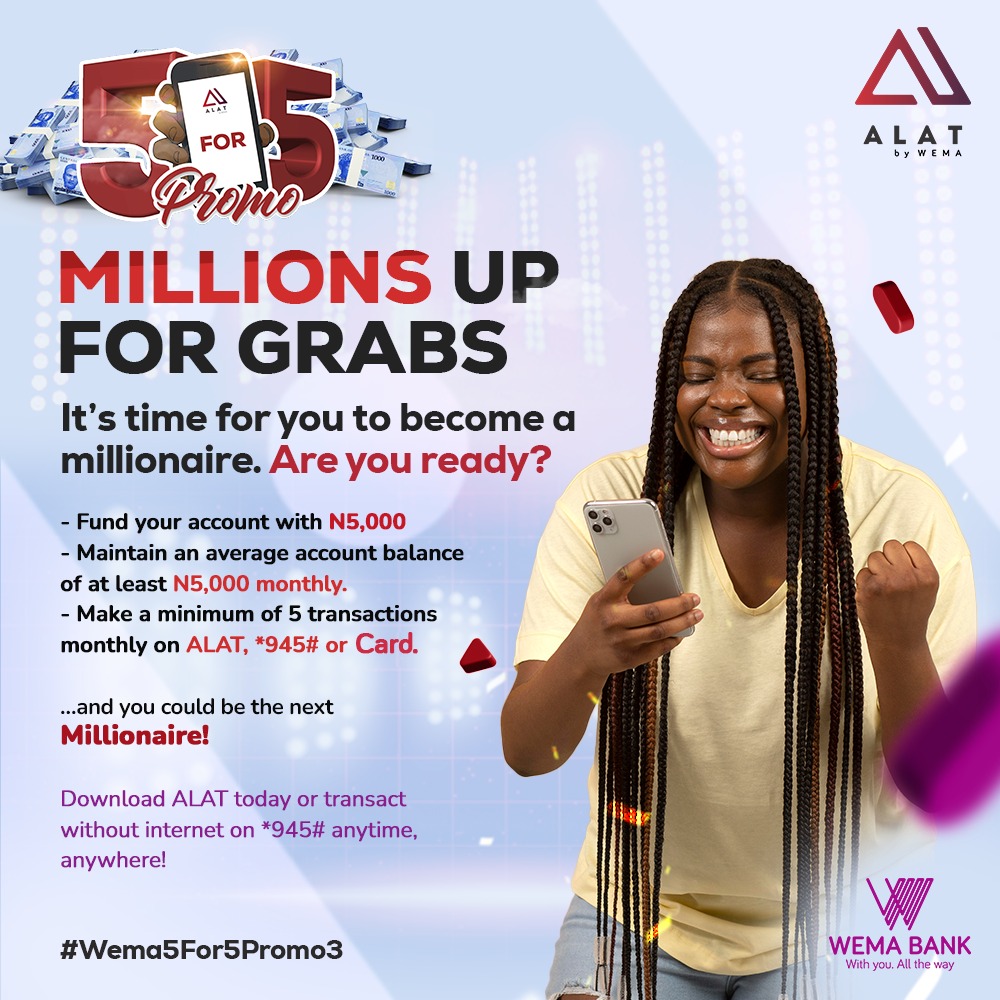 5 FOR 5
ALAT
Promo
1000
1000
ALAT
by WEMA
MILLIONS UP
FOR GRABS
It's time for you to become a
millionaire. Are you ready?
- Fund your account with N5,000
- Maintain an average account balance
of at least N5,000 monthly.
- Make a minimum of 5 transactions
monthly on ALAT, *945# or Card.
...and you could be the next
Millionaire!
Download ALAT today or transact
without internet on *945# anytime,
anywhere!
#Wema5For5Promo3
WEMA BANK
With you. All the way